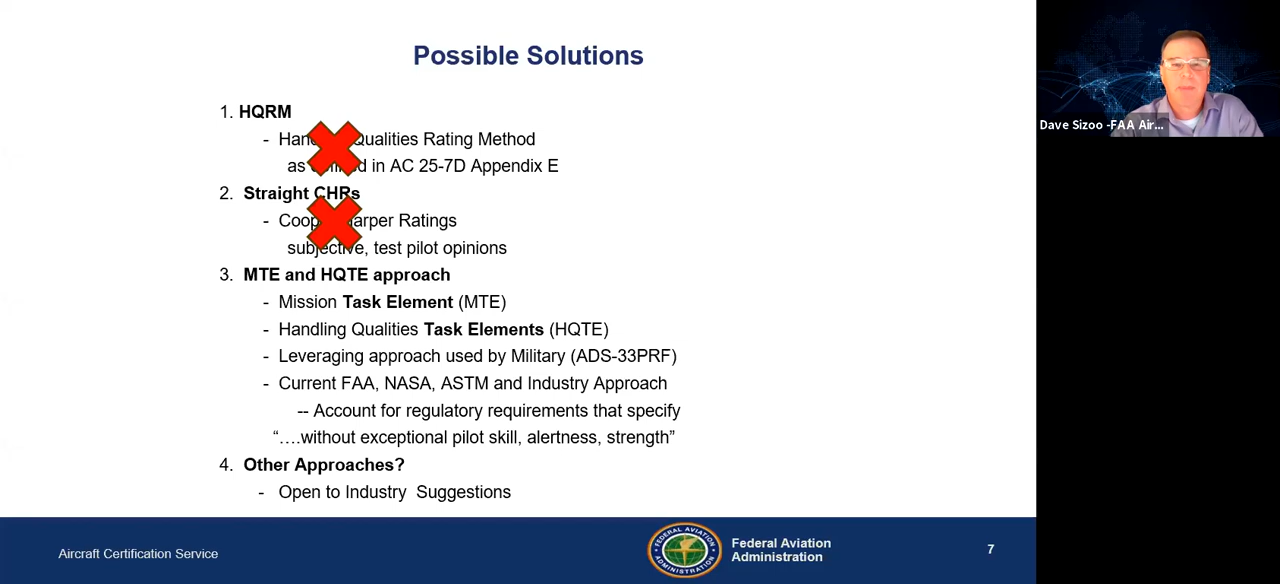 Possible Solutions
1. HQRM
- Qualities Rating Method
as in AC 25-7D Appendix E
2. Straight CHRs
- Ratings
subjective, test pilot opinions
3. MTE and HQTE approach
- Mission Task Element (MTE)
- Handling Qualities Task Elements (HQTE)
- Leveraging approach used by Military (ADS-33PRF)
- Current FAA, NASA, ASTM and Industry Approach
-- Account for regulatory requirements that specify
“….without exceptional pilot skill, alertness, strength”
4. Other Approaches?
- Open to Industry Suggestions
Aircraft Certification Service
FEDERAL AVIATION
ADMINISTRATION
Federal Aviation
Administration
7
Dave Sizoo -FAA Air...